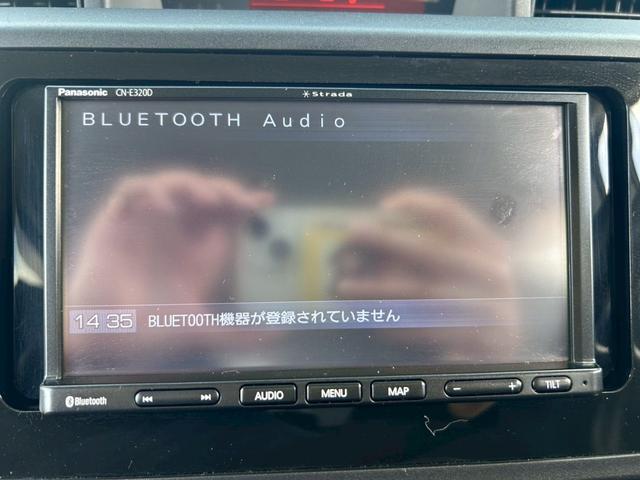 Panasonic CN-E320D Strada
BLUETOOTH Audio
14:35 BLUETOOTH機器が登録されていません
Bluetooth AUDIO MENU MAP − + TILT